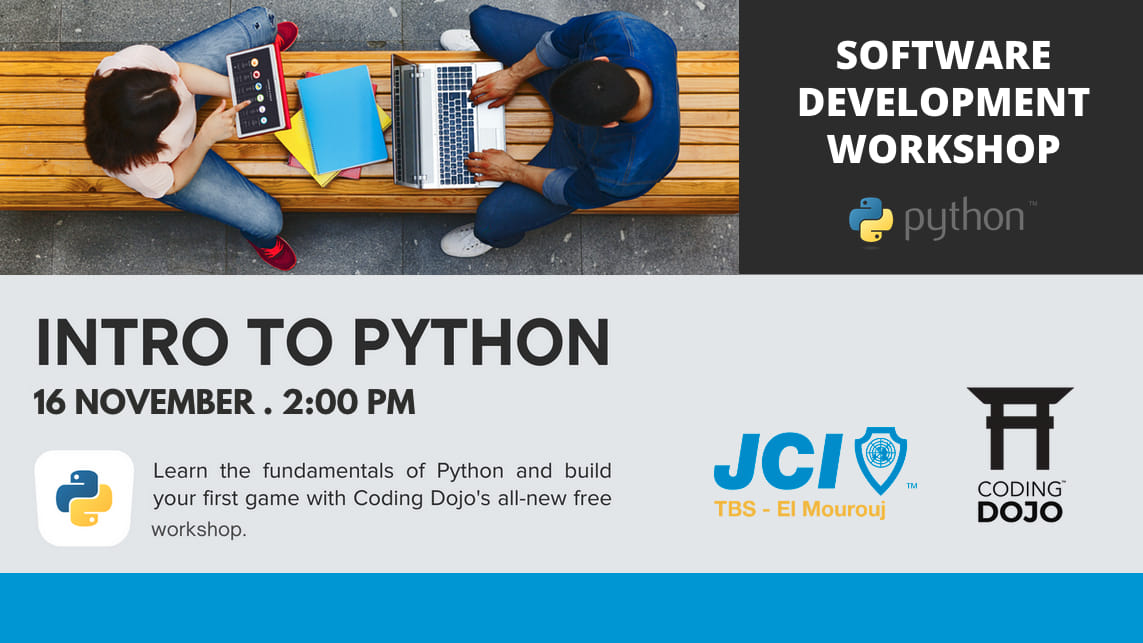 SOFTWARE
DEVELOPMENT
WORKSHOP
python™
INTRO TO PYTHON
16 NOVEMBER . 2:00 PM
Learn the fundamentals of Python and build
your first game with Coding Dojo's all-new free
workshop.
JCI ™
TBS - El Mourouj
CODING™
DOJO